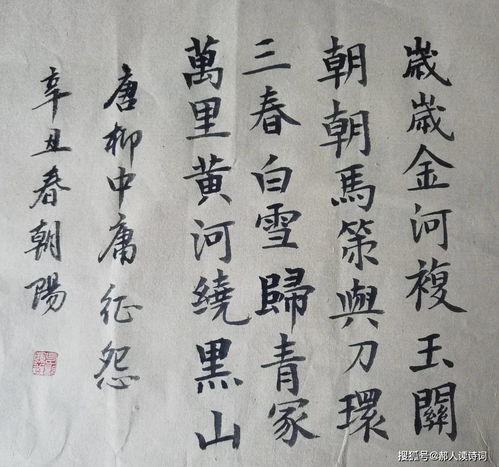 歲歲金河複玉關
朝朝馬策與刀環
三春白雪歸青冢
萬里黃河繞黑山
唐柳中庸征怨
辛丑春朝陽
搜狐号@郝人读诗词